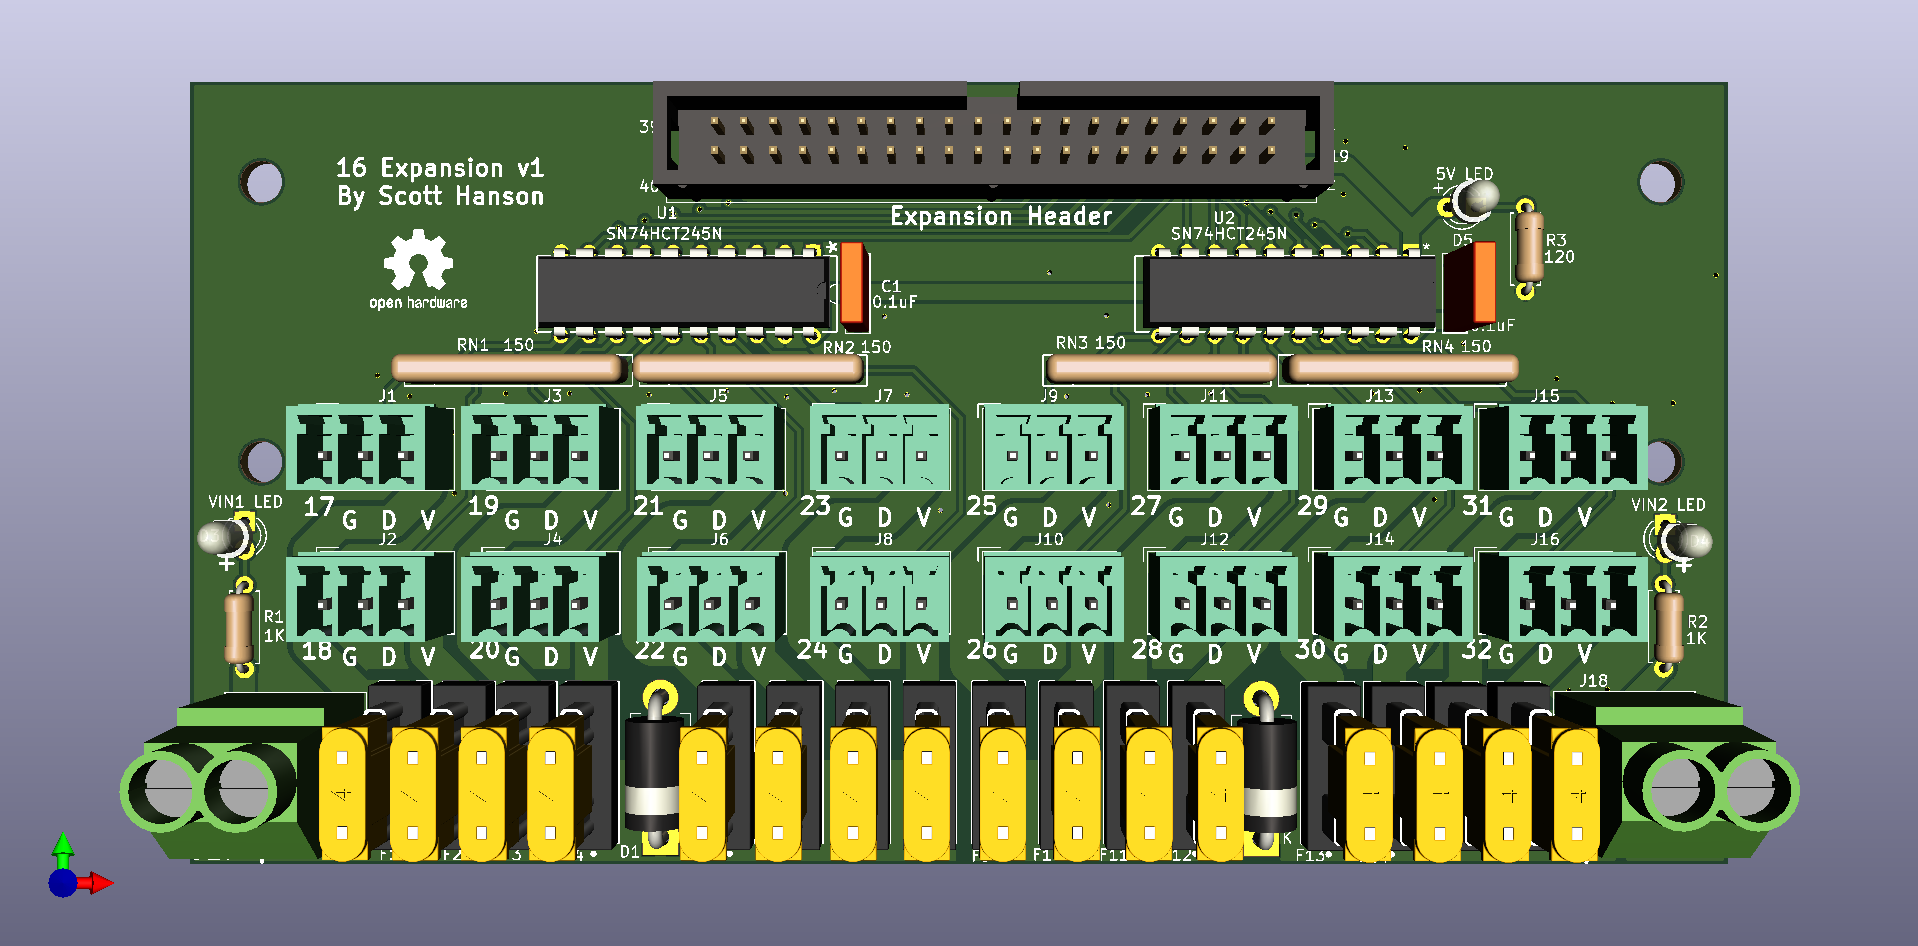 16 Expansion v1
By Scott Hanson
open hardware
Expansion Header
U1
SN74HCT245N
*
C1
0.1uF
U2
SN74HCT245N
*
5V LED
+
D5
R3
120
RN1 150
RN2 150
RN3 150
RN4 150
J1 J3 J5 J7 J9 J11 J13 J15
17 G D V
19 G D V
21 G D V
23 G D V
25 G D V
27 G D V
29 G D V
31 G D V
VIN1 LED
+
VIN2 LED
+
J2 J4 J6 J8 J10 J12 J14 J16
18 G D V
20 G D V
22 G D V
24 G D V
26 G D V
28 G D V
30 G D V
32 G D V
R1
1K
R2
1K
J18
D1
K
F13